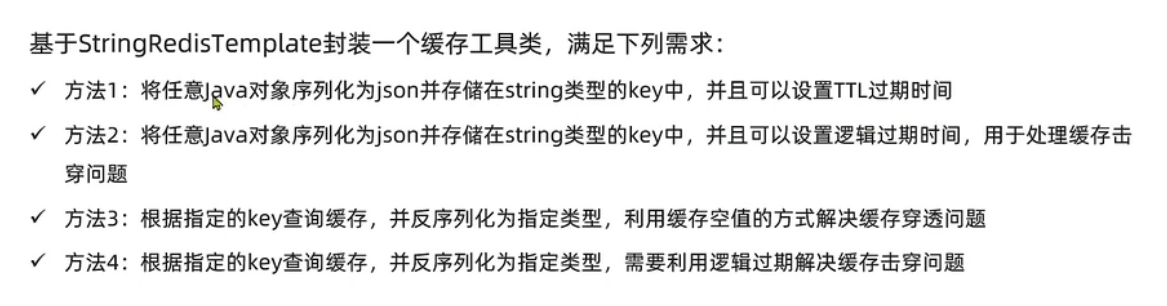 基于StringRedisTemplate封装一个缓存工具类，满足下列需求：
✓ 方法1：将任意Java对象序列化为json并存储在string类型的key中，并且可以设置TTL过期时间
✓ 方法2：将任意Java对象序列化为json并存储在string类型的key中，并且可以设置逻辑过期时间，用于处理缓存击
穿问题
✓ 方法3：根据指定的key查询缓存，并反序列化为指定类型，利用缓存空值的方式解决缓存穿透问题
✓ 方法4：根据指定的key查询缓存，并反序列化为指定类型，需要利用逻辑过期解决缓存击穿问题